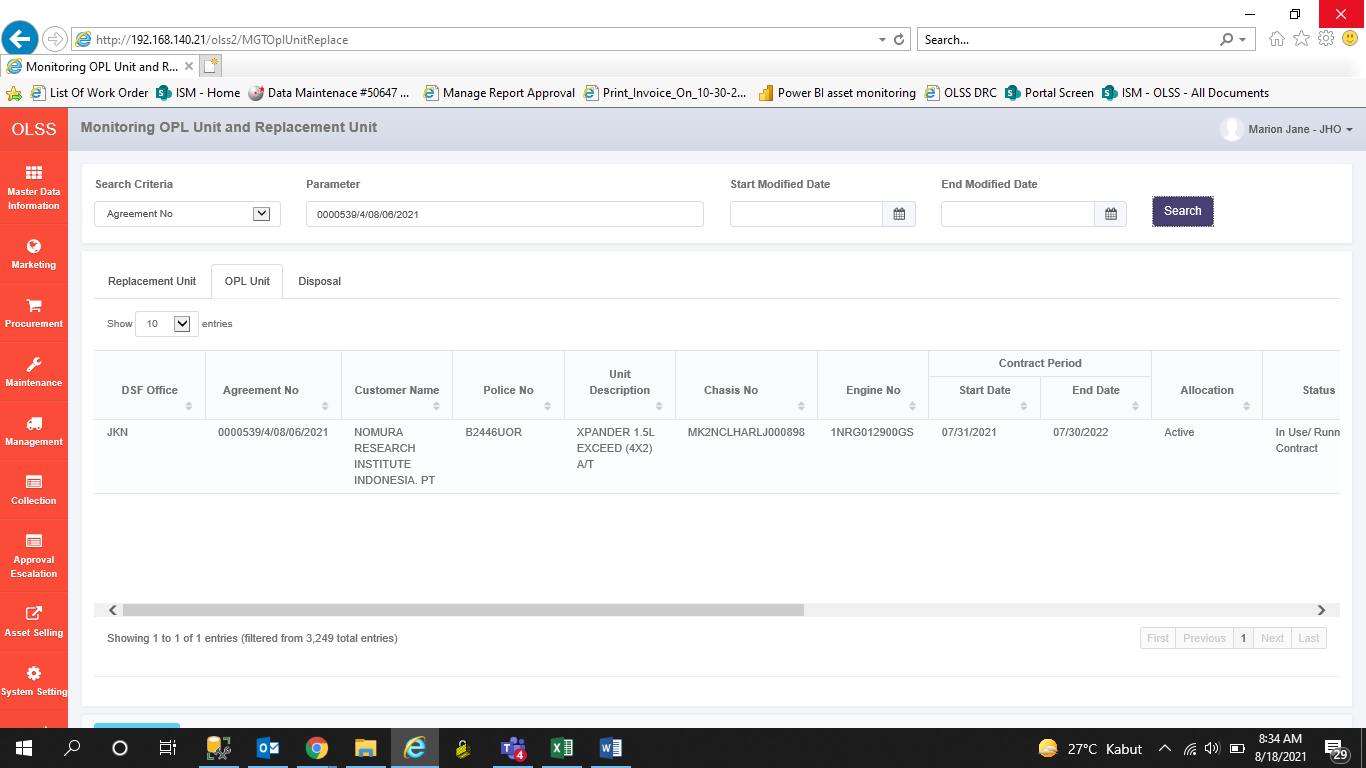 http://192.168.140.21/olss2/MGTOplUnitReplace
Search...
Monitoring OPL Unit and R...
List Of Work Order
ISM - Home
Data Maintenace #50647 ...
Manage Report Approval
Print_Invoice_On_10-30-2...
Power BI asset monitoring
OLSS DRC
Portal Screen
ISM - OLSS - All Documents
OLSS
Monitoring OPL Unit and Replacement Unit
Marion Jane - JHO
Master Data
Information
Marketing
Procurement
Maintenance
Management
Collection
Approval
Escalation
Asset Selling
System Setting
Search Criteria
Parameter
Start Modified Date
End Modified Date
Agreement No
0000539/4/08/06/2021
Search
Replacement Unit
OPL Unit
Disposal
Show 10 entries
DSF Office
Agreement No
Customer Name
Police No
Unit
Description
Chasis No
Engine No
Contract Period
Start Date
End Date
Allocation
Status
JKN
0000539/4/08/06/2021
NOMURA
RESEARCH
INSTITUTE
INDONESIA. PT
B2446UOR
XPANDER 1.5L
EXCEED (4X2)
A/T
MK2NCLHARLJ000898
1NRG012900GS
07/31/2021
07/30/2022
Active
In Use/ Runn
Contract
Showing 1 to 1 of 1 entries (filtered from 3,249 total entries)
First
Previous
1
Next
Last
4
27°C Kabut
8:34 AM
8/18/2021
29